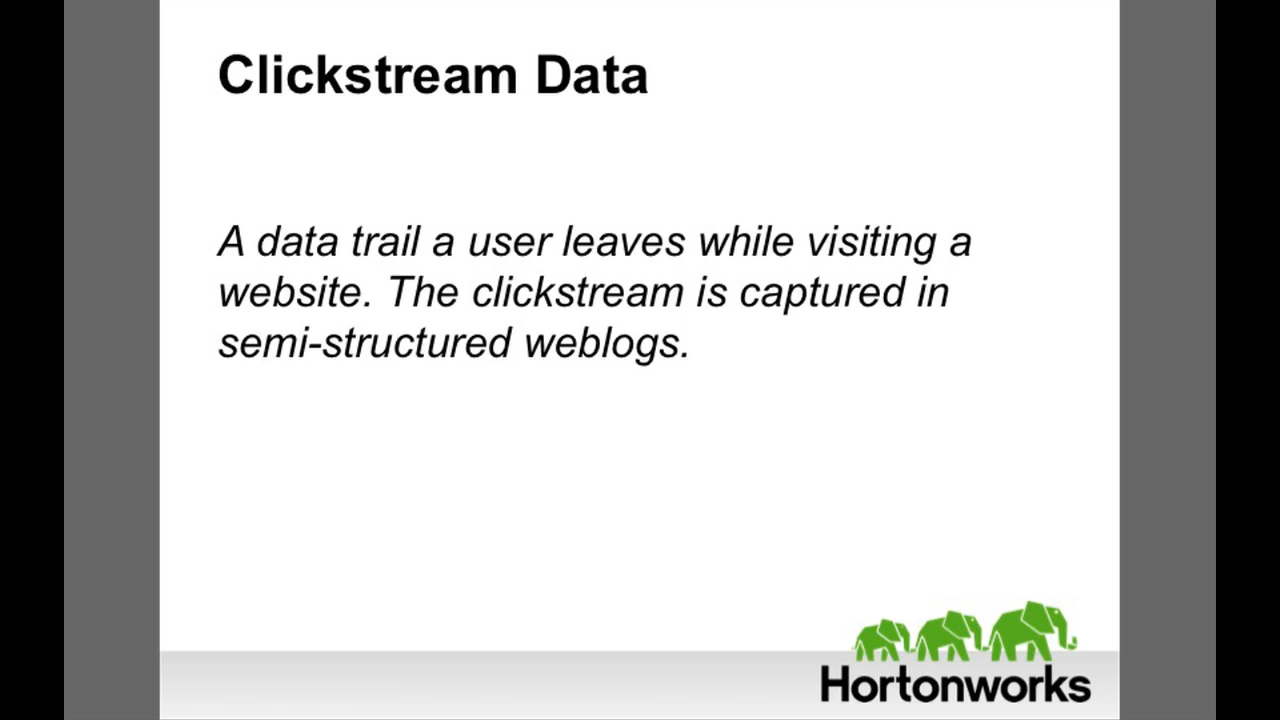 Clickstream Data
A data trail a user leaves while visiting a
website. The clickstream is captured in
semi-structured weblogs.
Hortonworks